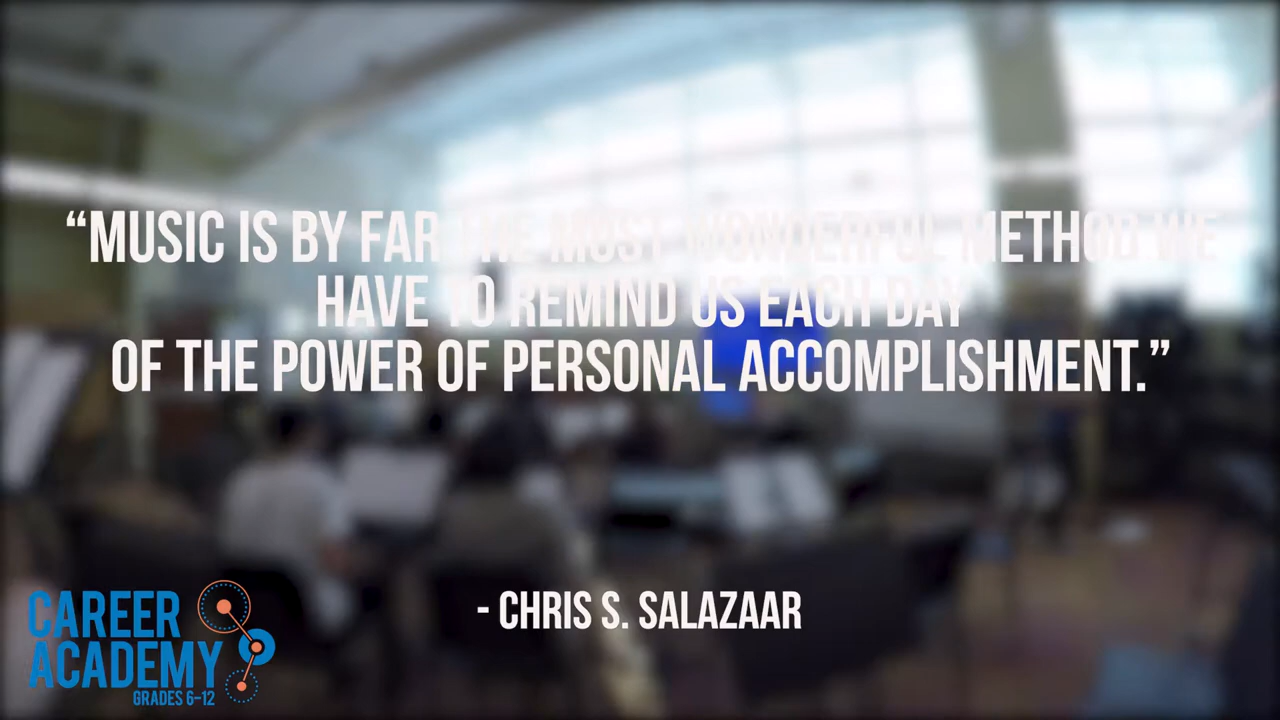 “MUSIC IS BY FAR THE MOST WONDERFUL METHOD WE
HAVE TO REMIND US EACH DAY
OF THE POWER OF PERSONAL ACCOMPLISHMENT.”
- CHRIS S. SALAZAAR
CAREER
ACADEMY
GRADES 6-12